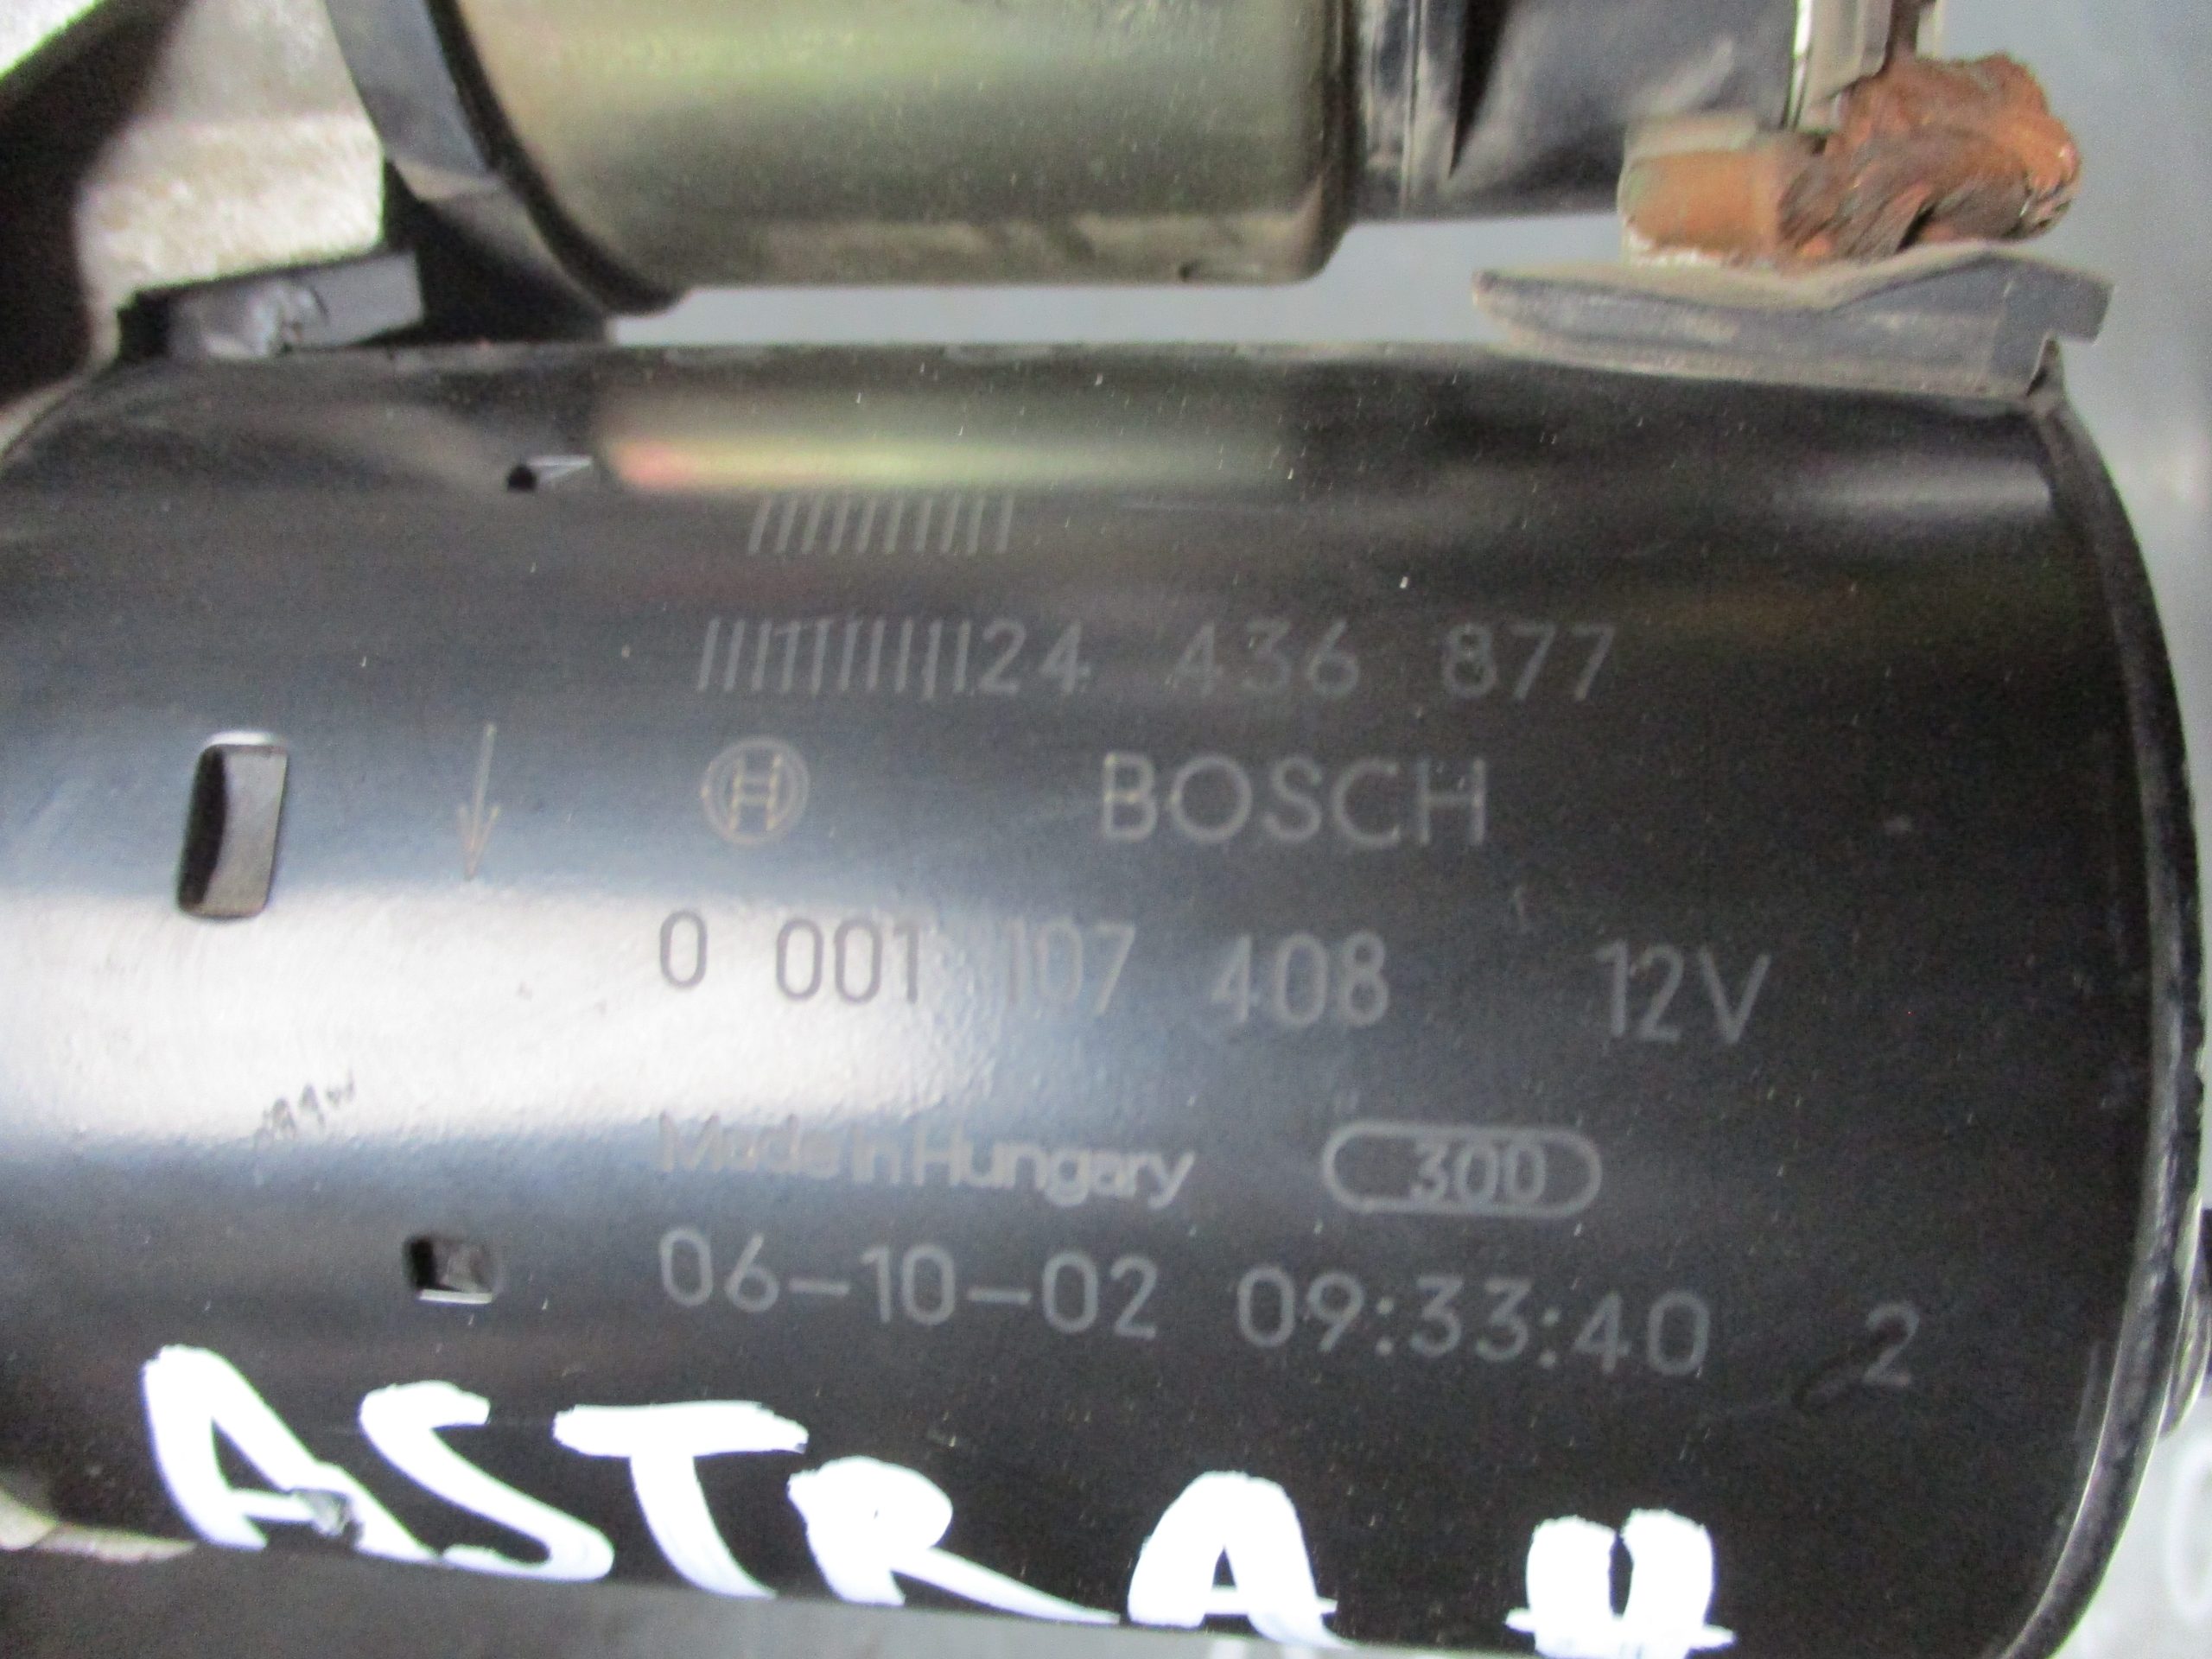 24 436 877
BOSCH
0 001 107 408 12V
Made in Hungary 300
06-10-02 09:33:40 2
ASTRA H